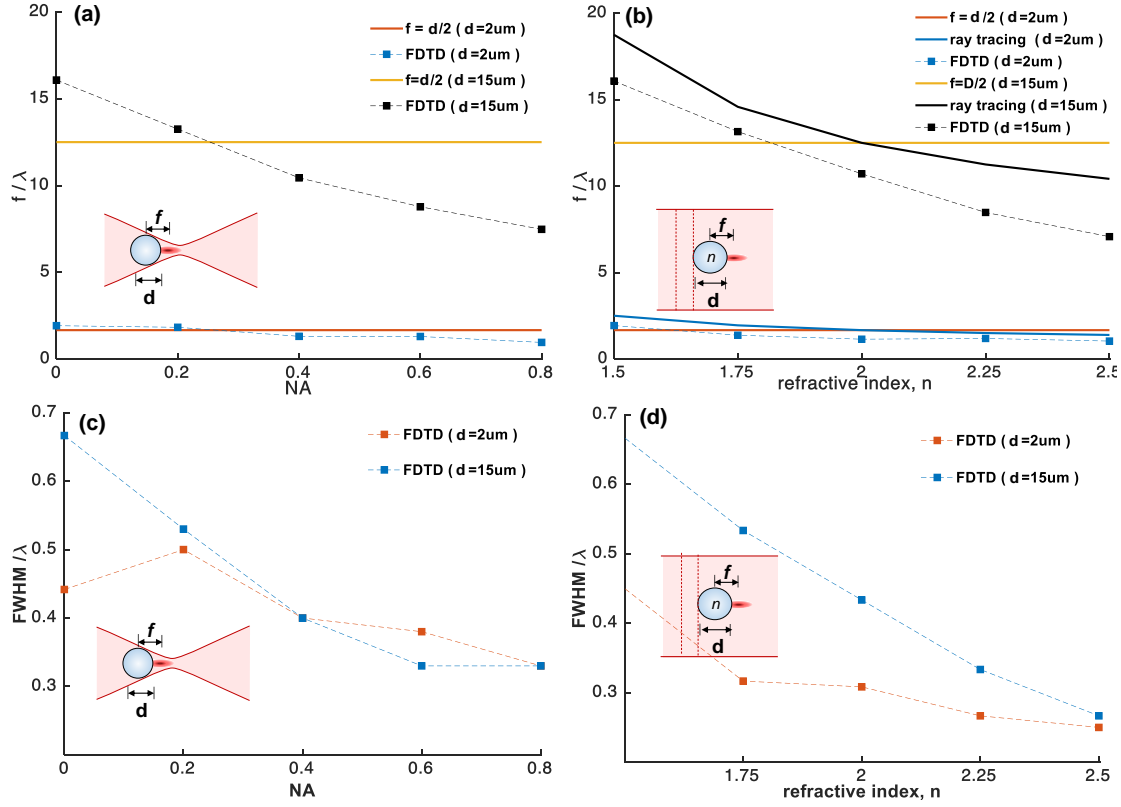 (a)
f = d/2 ( d=2um )
FDTD ( d=2um )
f=d/2 ( d=15um )
FDTD ( d=15um )
20
15
10
5
0
f / λ
f
d
0
0.2
0.4
0.6
0.8
NA
(b)
f = d/2 ( d=2um )
ray tracing ( d=2um )
FDTD ( d=2um )
f=D/2 ( d=15um )
ray tracing ( d=15um )
FDTD ( d=15um )
20
15
10
5
0
f / λ
f
n
d
1.5
1.75
2
2.25
2.5
refractive index, n
(c)
FDTD ( d=2um )
FDTD ( d=15um )
0.7
0.6
0.5
0.4
0.3
FWHM / λ
f
d
0
0.2
0.4
0.6
0.8
NA
(d)
FDTD ( d=2um )
FDTD ( d=15um )
0.7
0.6
0.5
0.4
0.3
FWHM / λ
f
n
d
1.75
2
2.25
2.5
refractive index, n